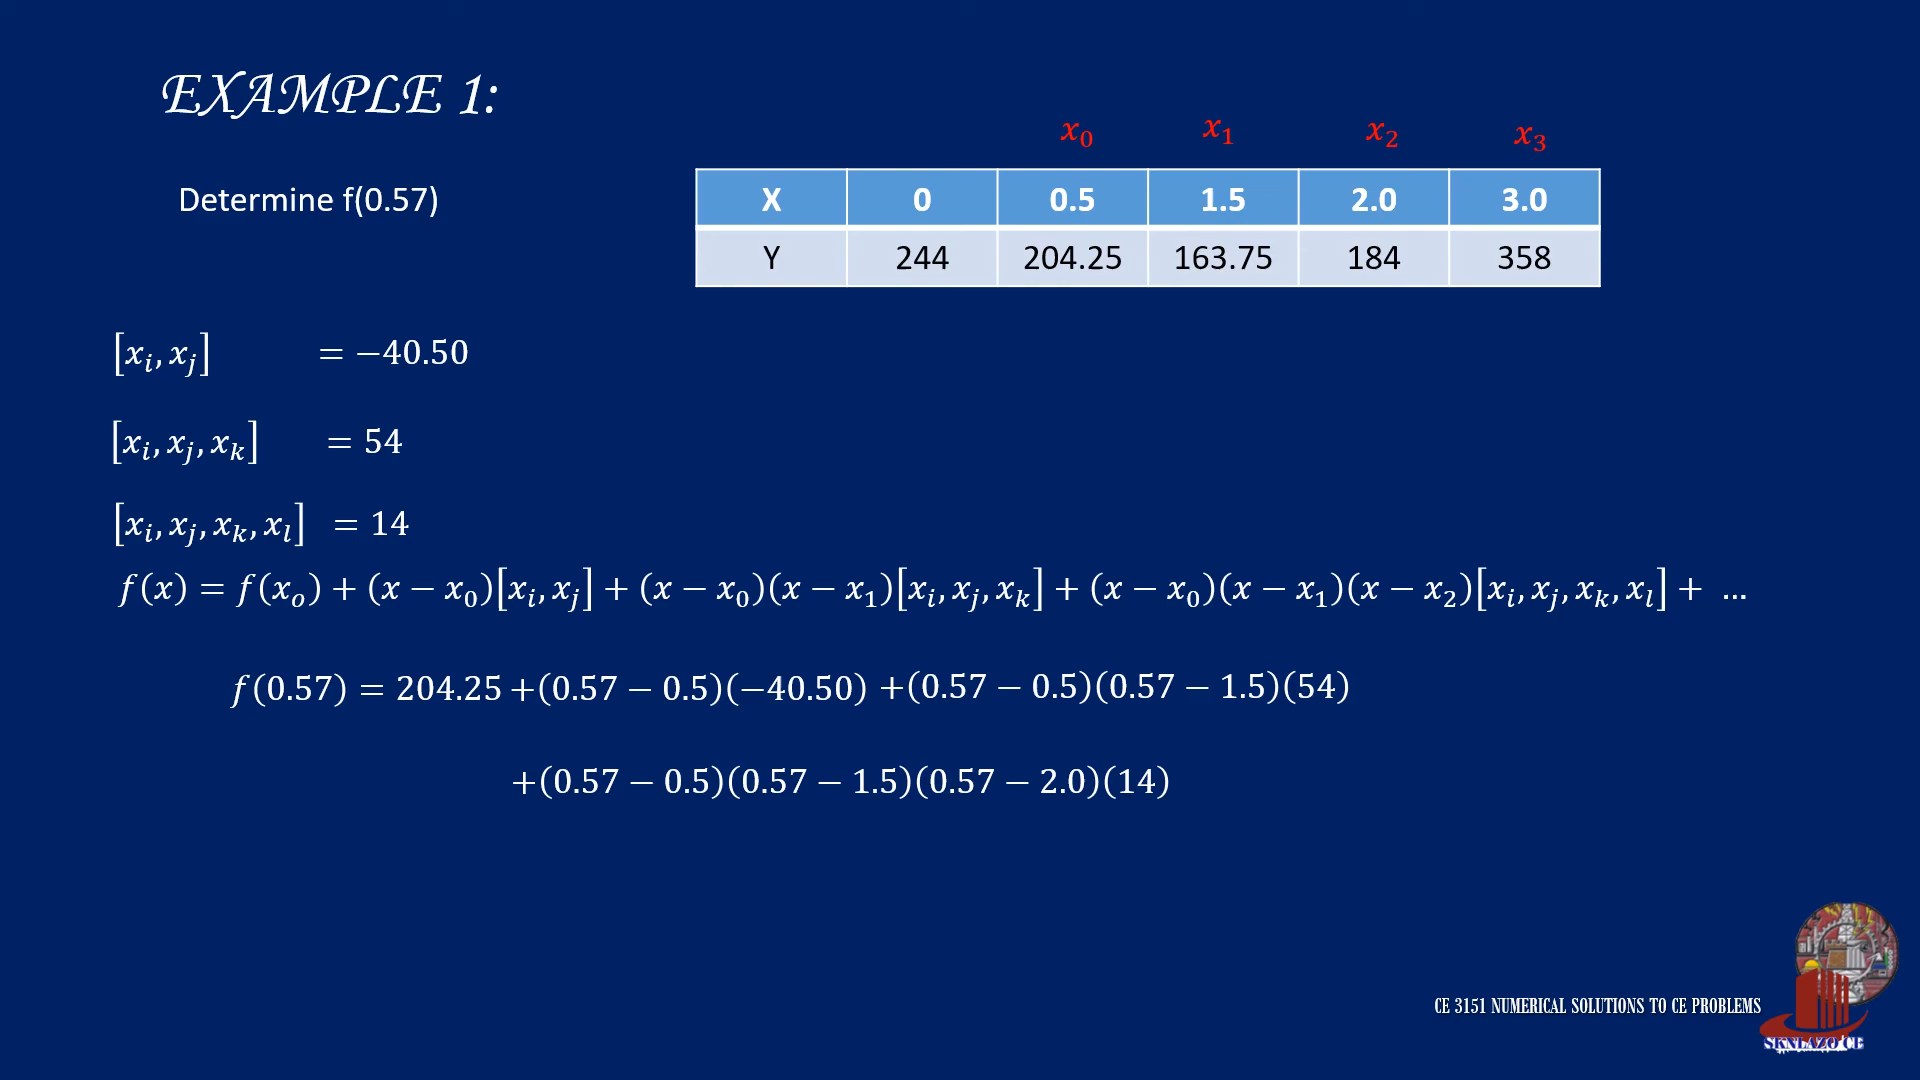 EXAMPLE 1:
x₀ x₁ x₂ x₃
Determine f(0.57)
X 0 0.5 1.5 2.0 3.0
Y 244 204.25 163.75 184 358
[xᵢ, xⱼ] = −40.50
[xᵢ, xⱼ, xₖ] = 54
[xᵢ, xⱼ, xₖ, xₗ] = 14
f(x) = f(xₒ) + (x − x₀)[xᵢ, xⱼ] + (x − x₀)(x − x₁)[xᵢ, xⱼ, xₖ] + (x − x₀)(x − x₁)(x − x₂)[xᵢ, xⱼ, xₖ, xₗ] + ...
f(0.57) = 204.25 +(0.57 − 0.5)(−40.50) +(0.57 − 0.5)(0.57 − 1.5)(54)
+(0.57 − 0.5)(0.57 − 1.5)(0.57 − 2.0)(14)
CE 3151 NUMERICAL SOLUTIONS TO CE PROBLEMS
SKNLAZO CE